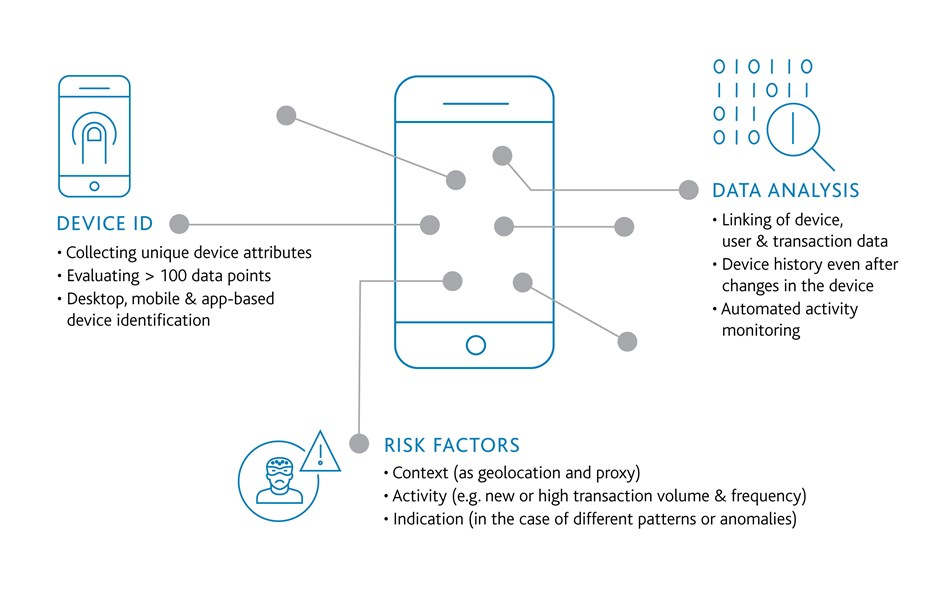 0 1 0 1 1 0
1 1 1 0 1 1
0 1 1
0 1 0 1
DEVICE ID
• Collecting unique device attributes
• Evaluating > 100 data points
• Desktop, mobile & app-based
device identification
DATA ANALYSIS
• Linking of device,
user & transaction data
• Device history even after
changes in the device
• Automated activity
monitoring
RISK FACTORS
• Context (as geolocation and proxy)
• Activity (e.g. new or high transaction volume & frequency)
• Indication (in the case of different patterns or anomalies)